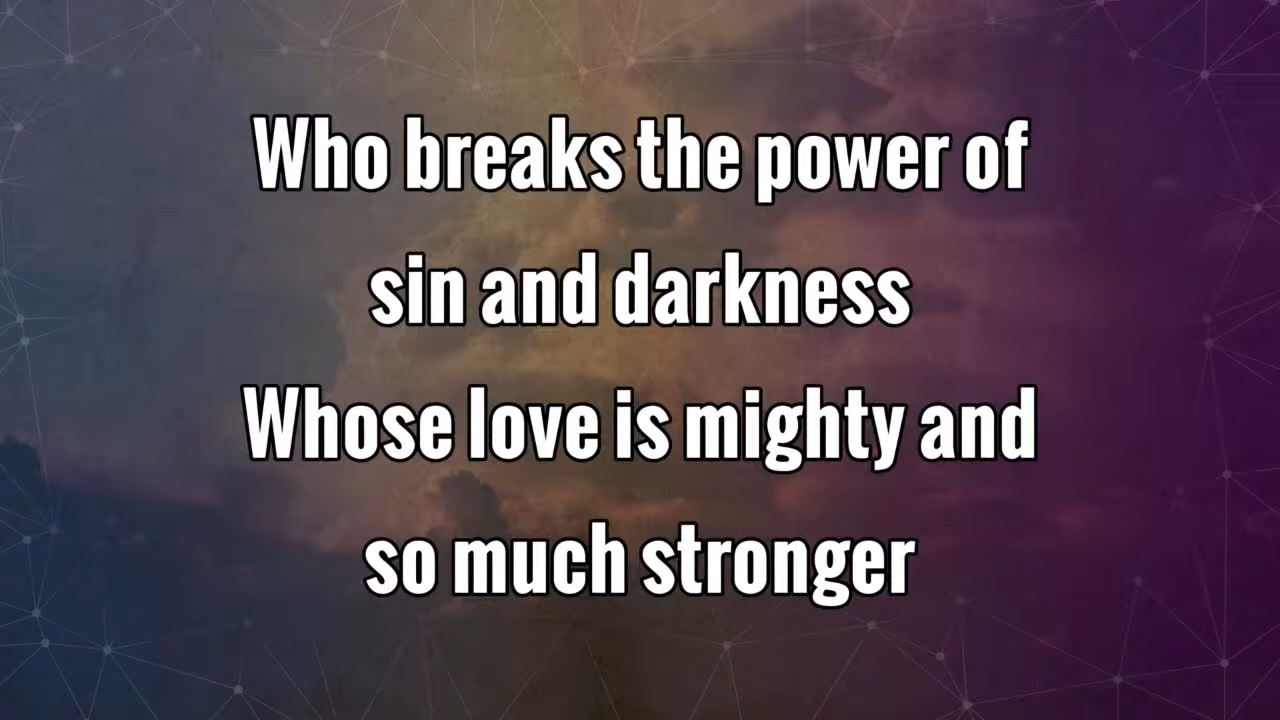 Who breaks the power of
sin and darkness
Whose love is mighty and
so much stronger